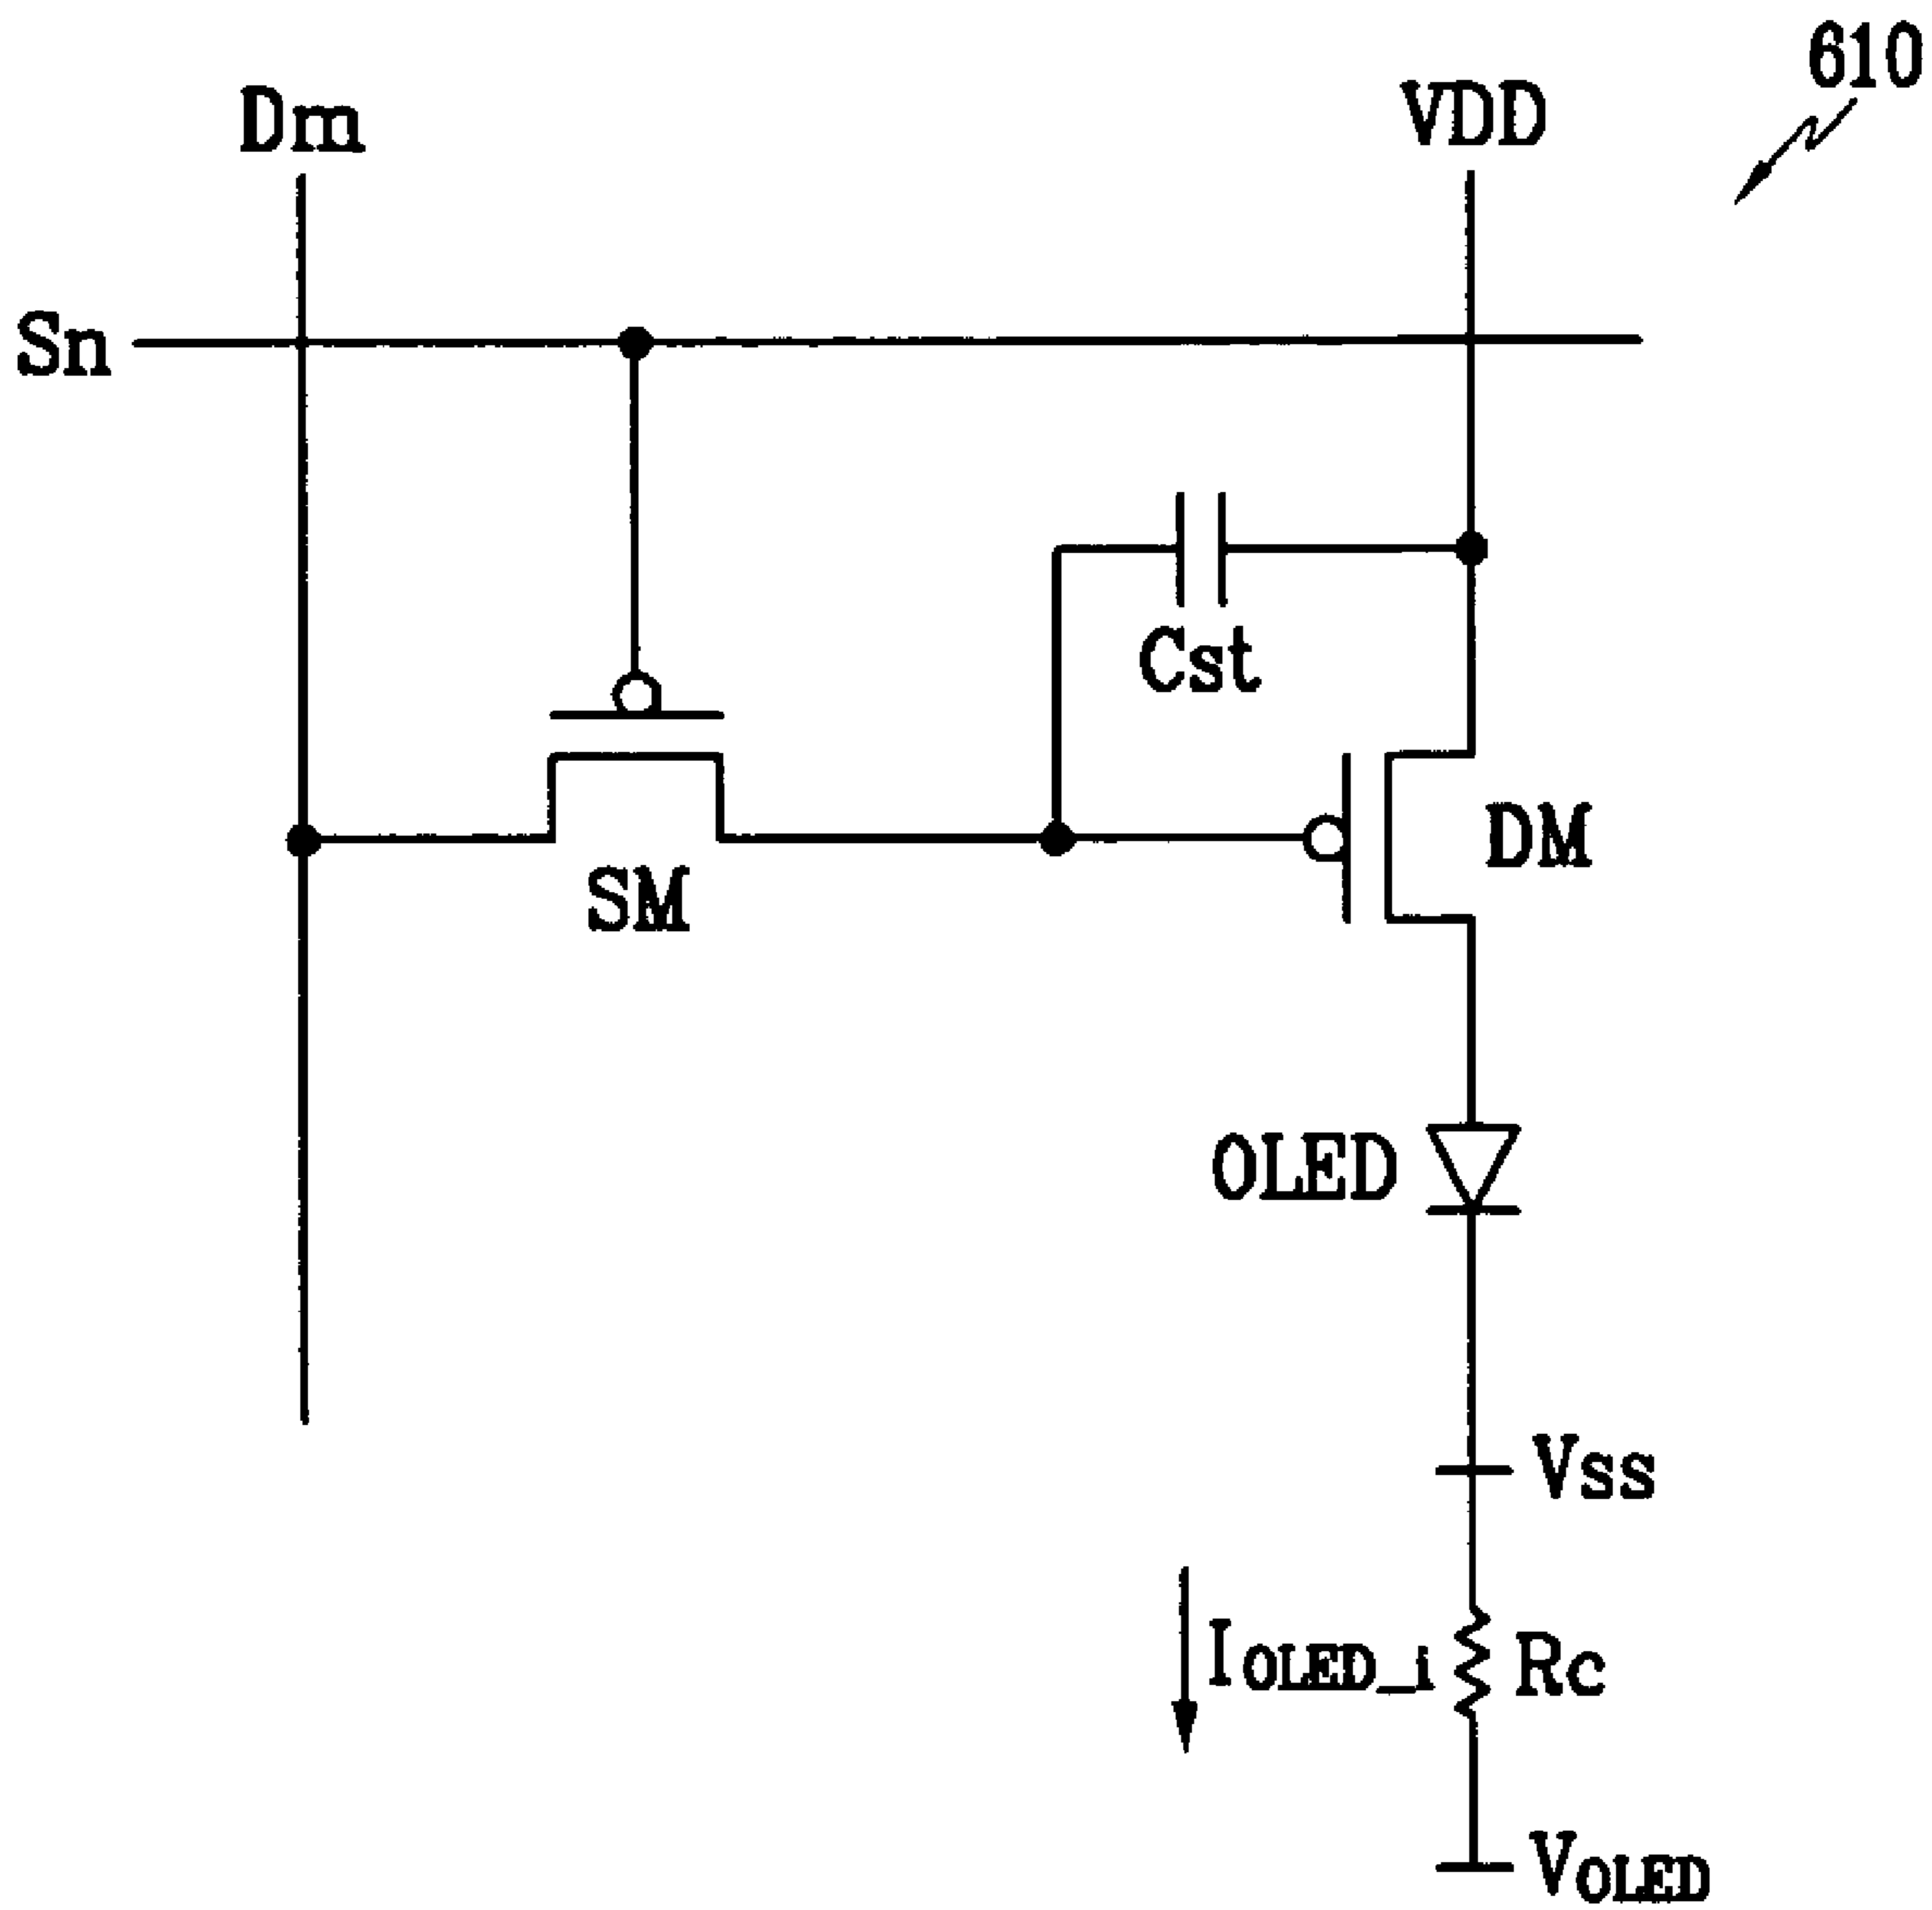 610
Dm
VDD
Sn
Cst
DM
SM
OLED
Vss
IOLED_i
Rc
VOLED